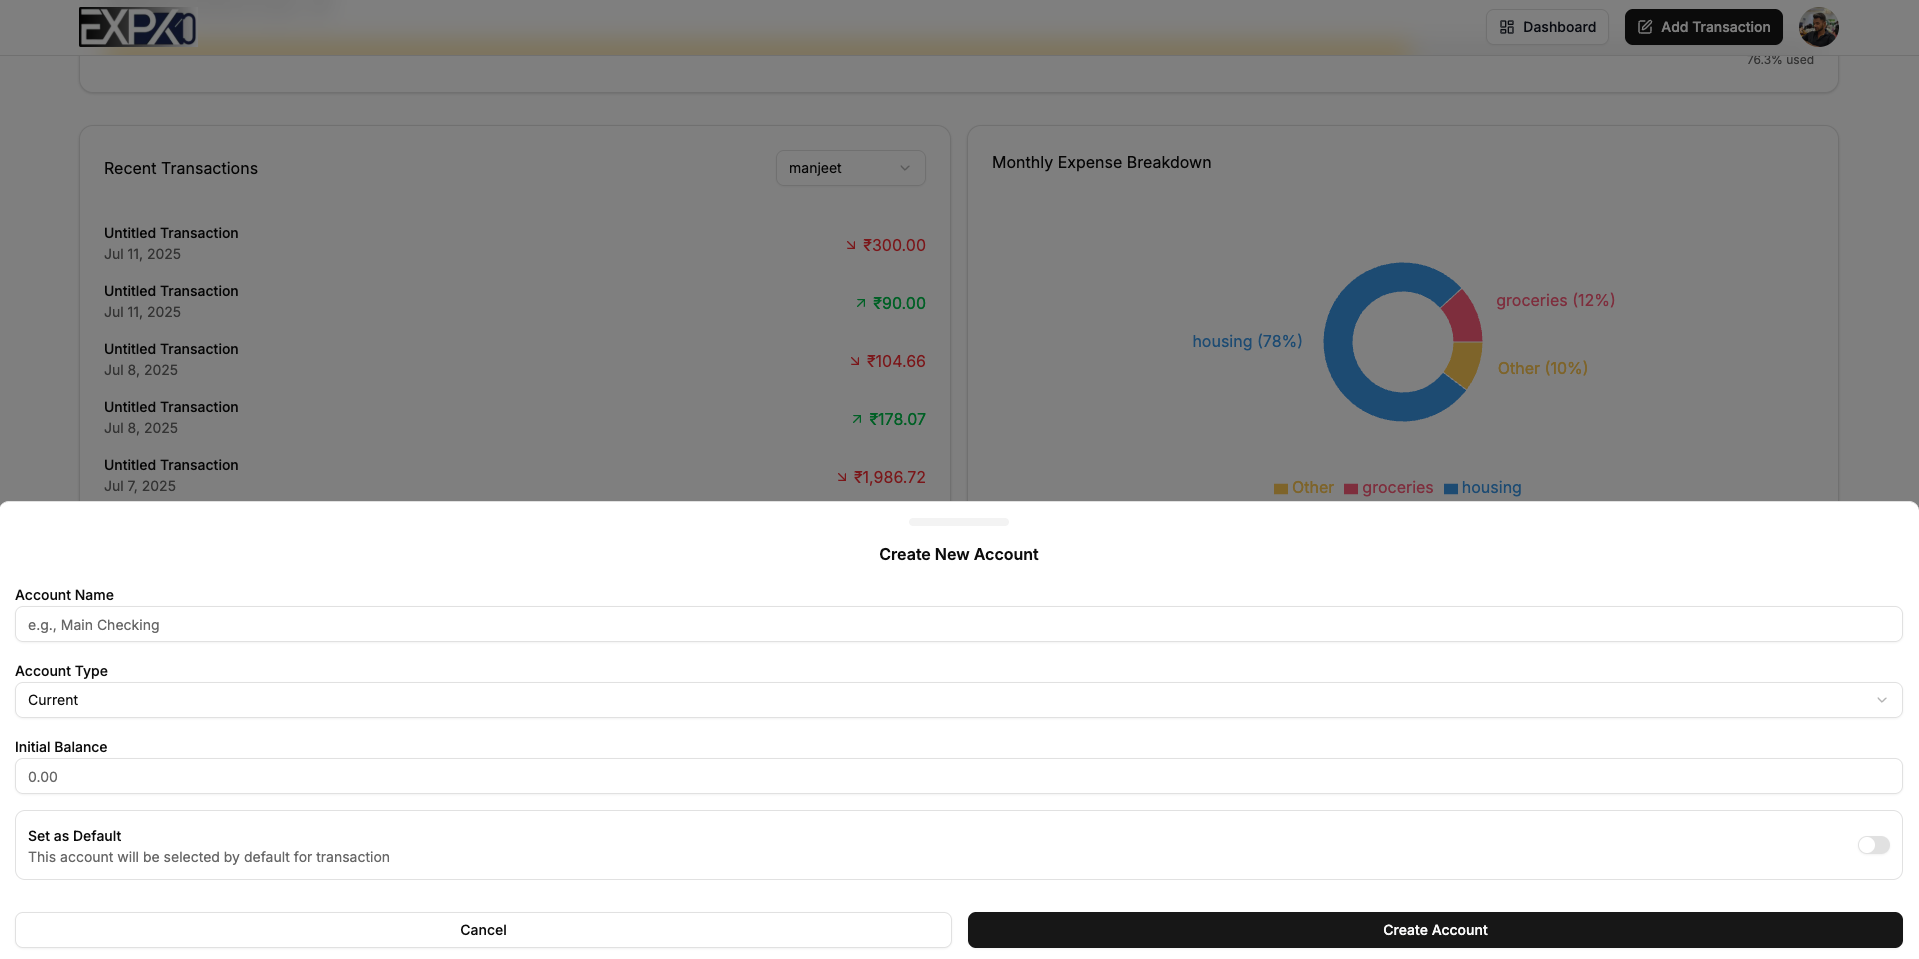 Dashboard
Add Transaction
76.3% used
Recent Transactions
manjeet
Untitled Transaction
Jul 11, 2025
₹300.00
Untitled Transaction
Jul 11, 2025
₹90.00
Untitled Transaction
Jul 8, 2025
₹104.66
Untitled Transaction
Jul 8, 2025
₹178.07
Untitled Transaction
Jul 7, 2025
₹1,986.72
Monthly Expense Breakdown
groceries (12%)
housing (78%)
Other (10%)
Other groceries housing
Create New Account
Account Name
e.g., Main Checking
Account Type
Current
Initial Balance
0.00
Set as Default
This account will be selected by default for transaction
Cancel
Create Account